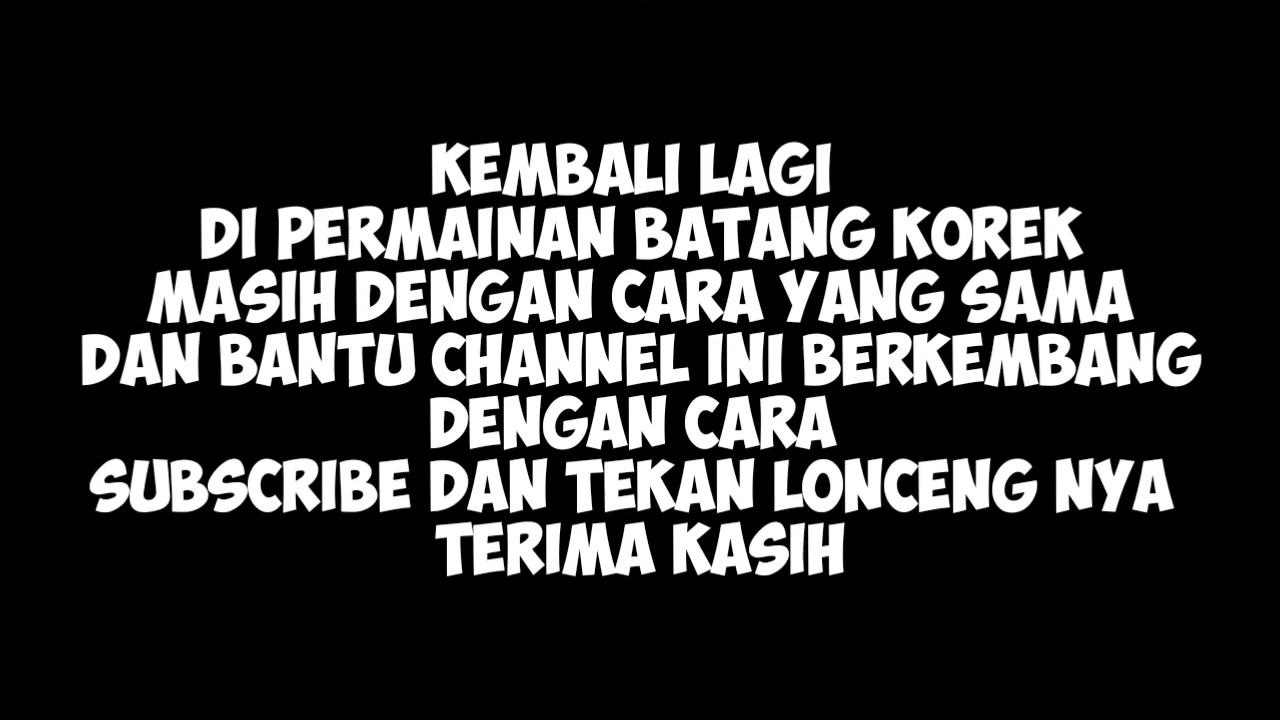 KEMBALI LAGI
DI PERMAINAN BATANG KOREK
MASIH DENGAN CARA YANG SAMA
DAN BANTU CHANNEL INI BERKEMBANG
DENGAN CARA
SUBSCRIBE DAN TEKAN LONCENG NYA
TERIMA KASIH